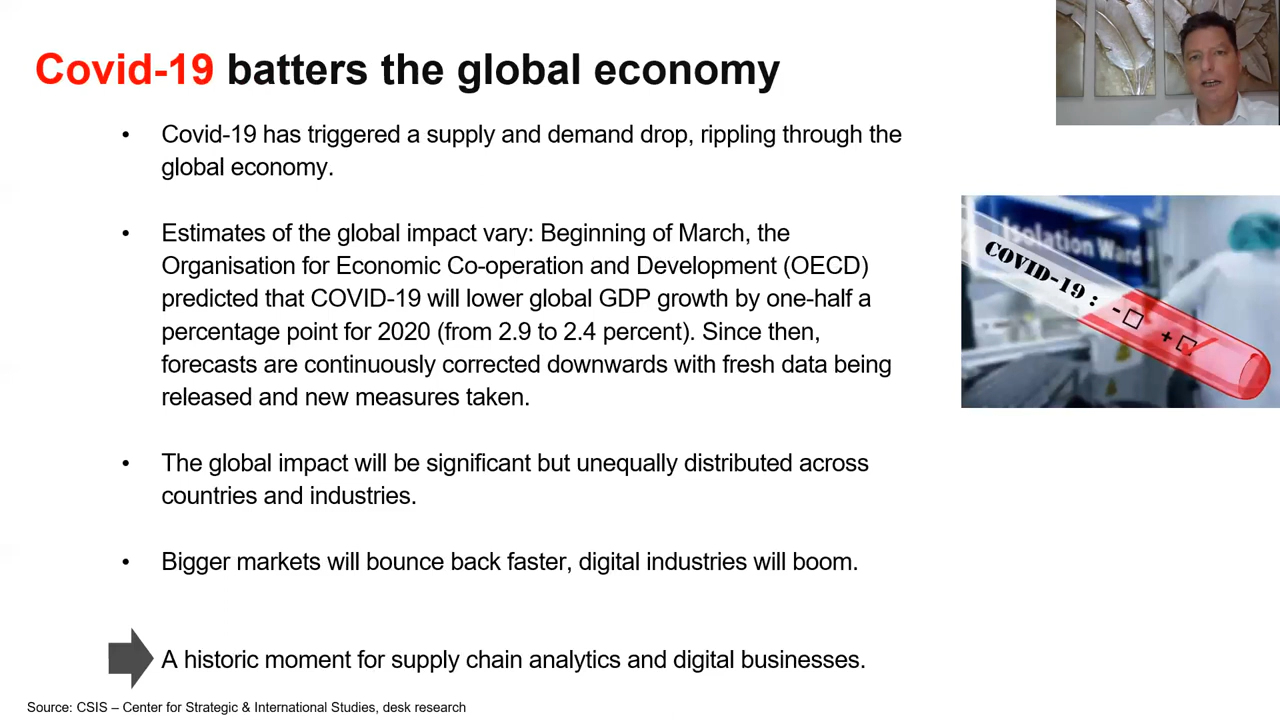 Covid-19 batters the global economy
• Covid-19 has triggered a supply and demand drop, rippling through the
global economy.
• Estimates of the global impact vary: Beginning of March, the
Organisation for Economic Co-operation and Development (OECD)
predicted that COVID-19 will lower global GDP growth by one-half a
percentage point for 2020 (from 2.9 to 2.4 percent). Since then,
forecasts are continuously corrected downwards with fresh data being
released and new measures taken.
• The global impact will be significant but unequally distributed across
countries and industries.
• Bigger markets will bounce back faster, digital industries will boom.
A historic moment for supply chain analytics and digital businesses.
Source: CSIS – Center for Strategic & International Studies, desk research
Isolation Ward
COVID-19 :
- ☐
+ ☑